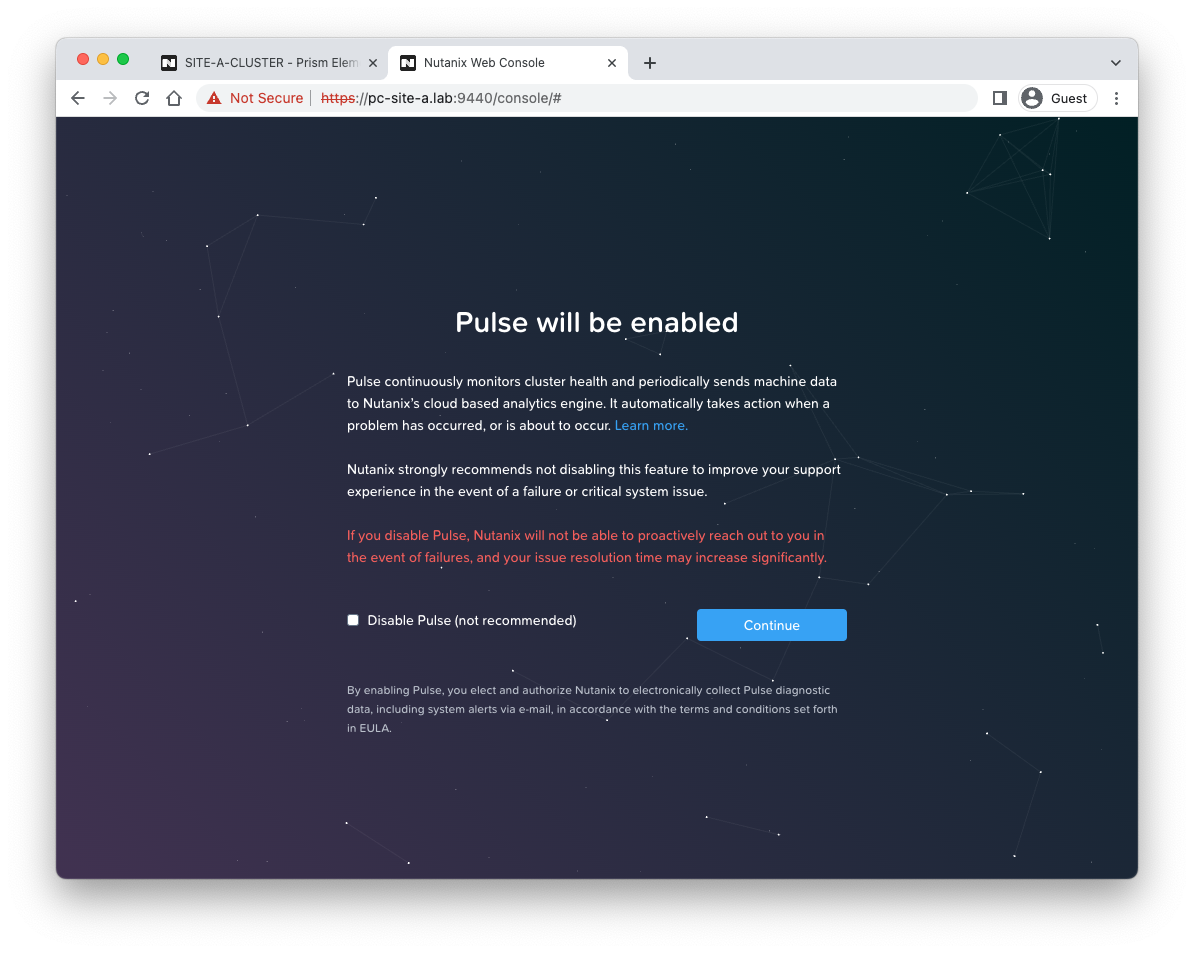 SITE-A-CLUSTER - Prism Elem
Nutanix Web Console
Not Secure https://pc-site-a.lab:9440/console/#
Guest
Pulse will be enabled
Pulse continuously monitors cluster health and periodically sends machine data
to Nutanix's cloud based analytics engine. It automatically takes action when a
problem has occurred, or is about to occur. Learn more.
Nutanix strongly recommends not disabling this feature to improve your support
experience in the event of a failure or critical system issue.
If you disable Pulse, Nutanix will not be able to proactively reach out to you in
the event of failures, and your issue resolution time may increase significantly.
Disable Pulse (not recommended)
Continue
By enabling Pulse, you elect and authorize Nutanix to electronically collect Pulse diagnostic
data, including system alerts via e-mail, in accordance with the terms and conditions set forth
in EULA.